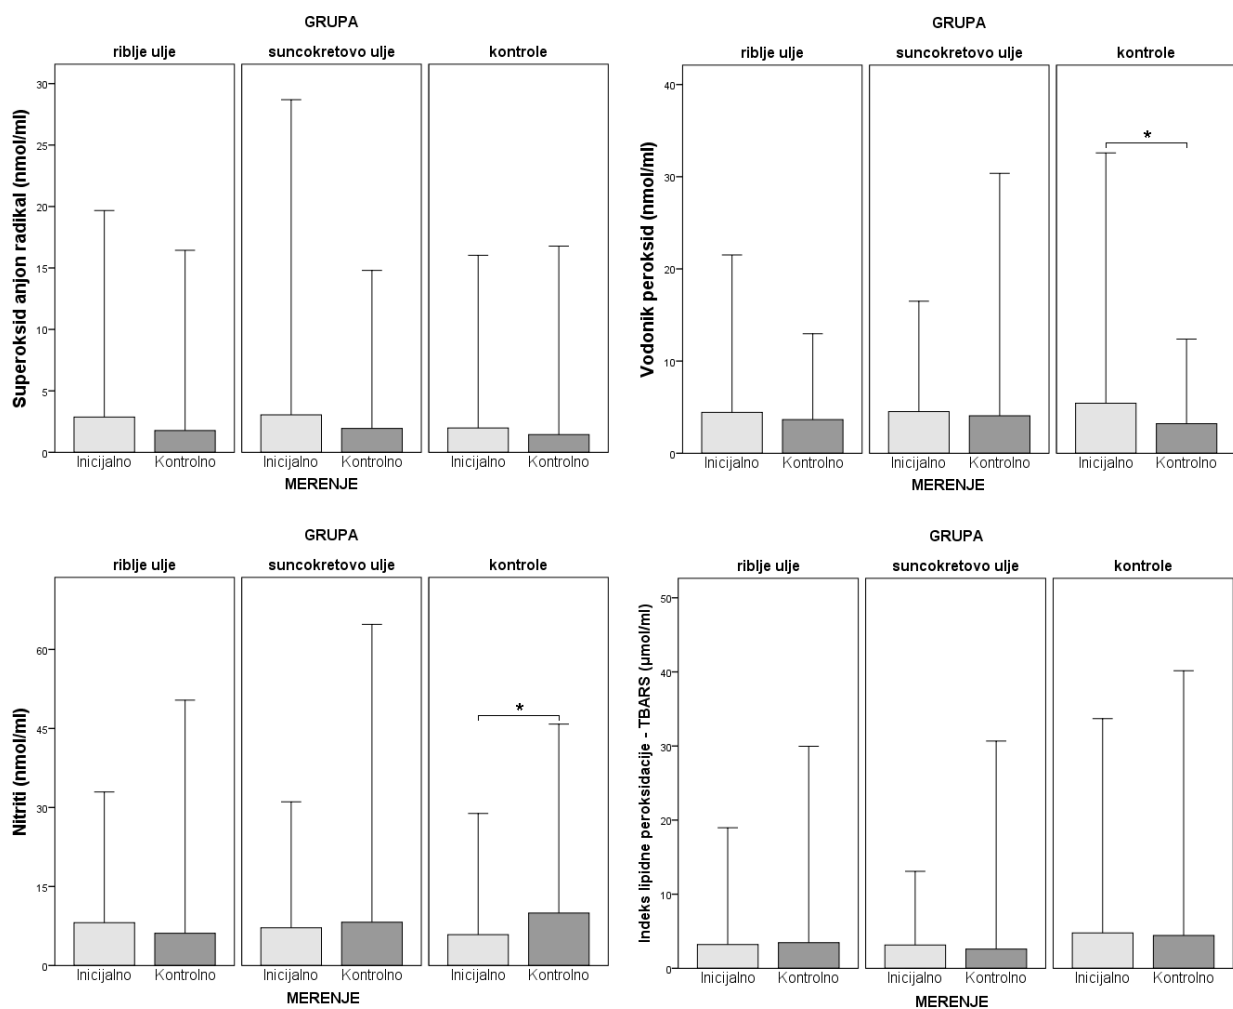 GRUPA
riblje ulje suncokretovo ulje kontrole
Superoksid anjon radikal (nmol/ml)
30
25
20
15
10
5
0
Inicijalno Kontrolno Inicijalno Kontrolno Inicijalno Kontrolno
MERENJE
GRUPA
riblje ulje suncokretovo ulje kontrole
Vodonik peroksid (nmol/ml)
40
30
20
10
0
*
Inicijalno Kontrolno Inicijalno Kontrolno Inicijalno Kontrolno
MERENJE
GRUPA
riblje ulje suncokretovo ulje kontrole
Nitriti (nmol/ml)
60
45
30
15
0
*
Inicijalno Kontrolno Inicijalno Kontrolno Inicijalno Kontrolno
MERENJE
GRUPA
riblje ulje suncokretovo ulje kontrole
Indeks lipidne peroksidacije - TBARS (µmol/ml)
50
40
30
20
10
0
Inicijalno Kontrolno Inicijalno Kontrolno Inicijalno Kontrolno
MERENJE